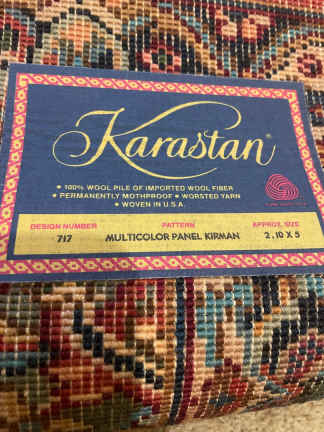 Karastan®
• 100% WOOL PILE OF IMPORTED WOOL FIBER
• PERMANENTLY MOTHPROOF • WORSTED YARN
• WOVEN IN U.S.A.
DESIGN NUMBER PATTERN APPROX. SIZE
717 MULTICOLOR PANEL KIRMAN 2.10 X 5